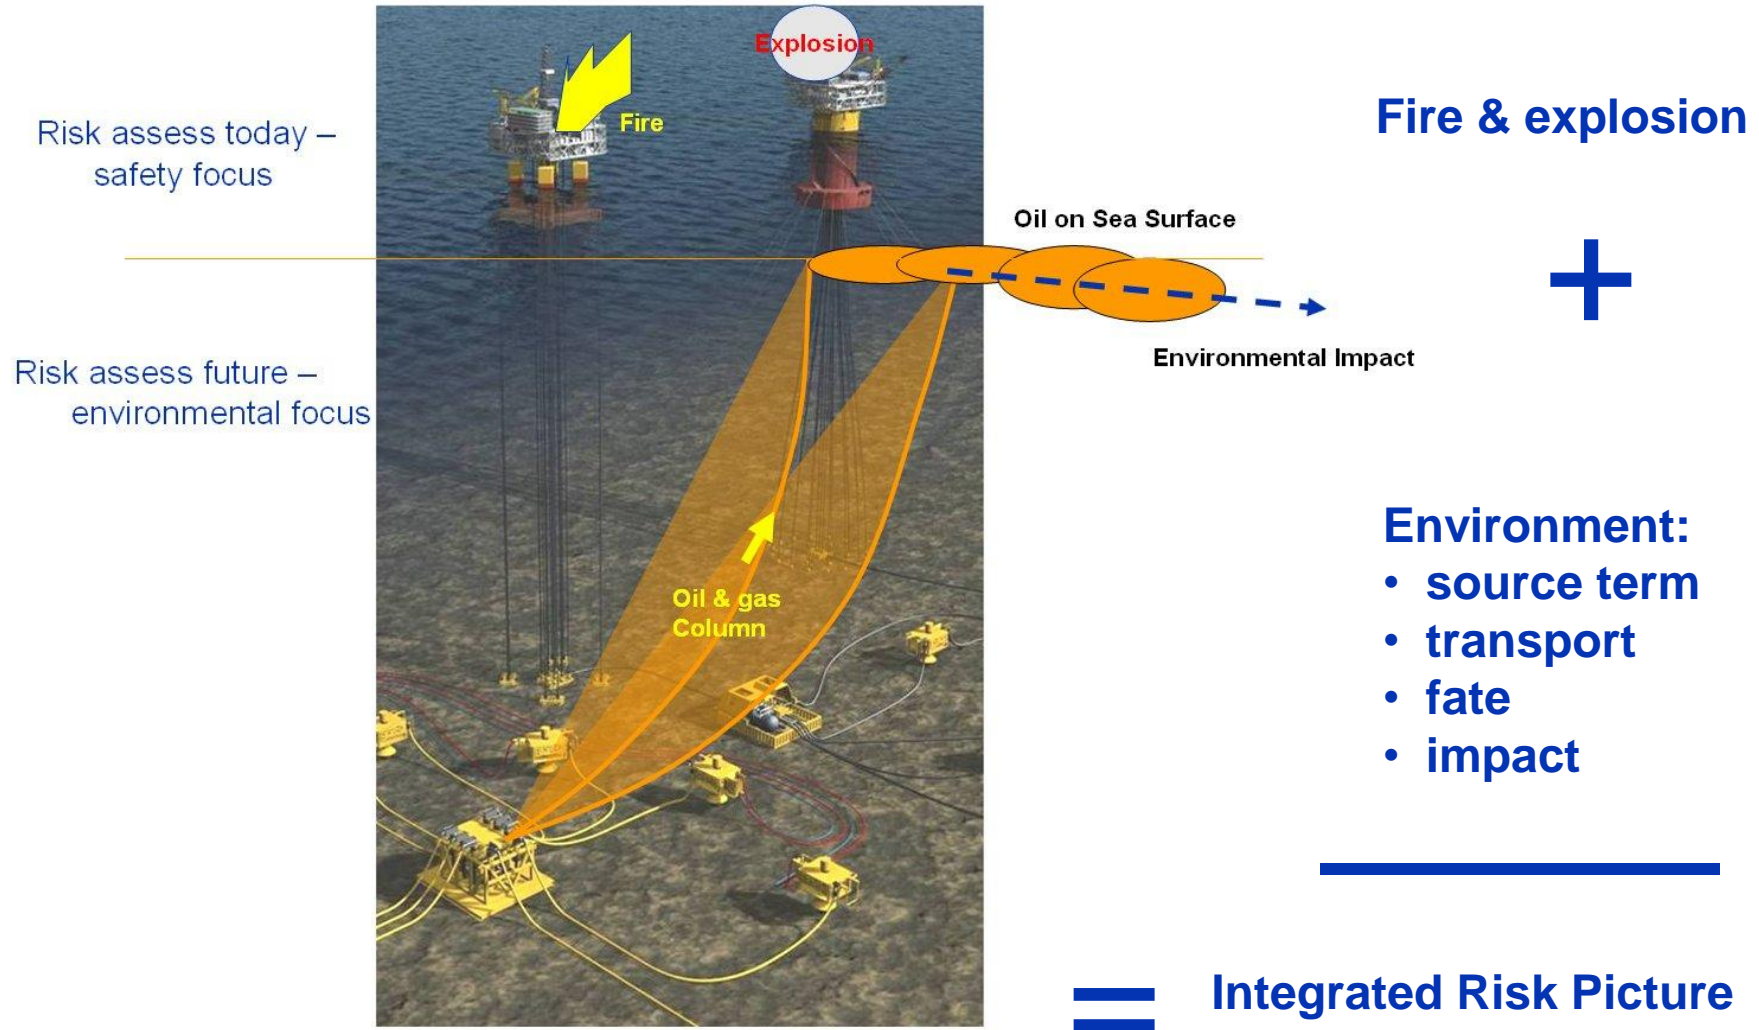 Risk assess today –
safety focus
Risk assess future –
environmental focus
Explosion
Fire
Oil & gas
Column
Oil on Sea Surface
Environmental Impact
Fire & explosion
+
Environment:
• source term
• transport
• fate
• impact
= Integrated Risk Picture